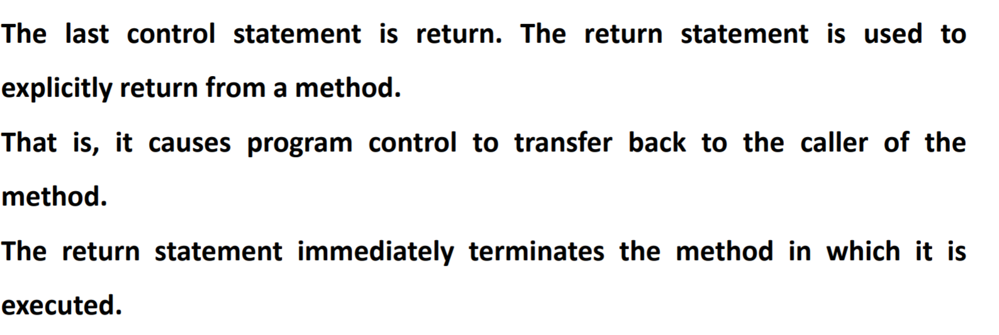 The last control statement is return. The return statement is used to
explicitly return from a method.
That is, it causes program control to transfer back to the caller of the
method.
The return statement immediately terminates the method in which it is
executed.